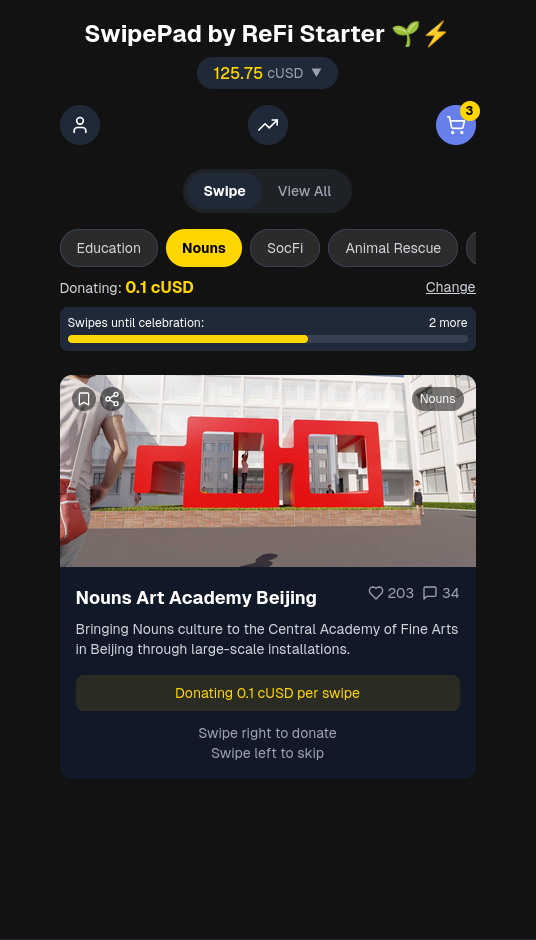 SwipePad by ReFi Starter 🌱⚡
125.75 cUSD ▼
3
Swipe View All
Education Nouns SocFi Animal Rescue
Donating: 0.1 cUSD Change
Swipes until celebration: 2 more
Nouns
Nouns Art Academy Beijing 203 34
Bringing Nouns culture to the Central Academy of Fine Arts
in Beijing through large-scale installations.
Donating 0.1 cUSD per swipe
Swipe right to donate
Swipe left to skip